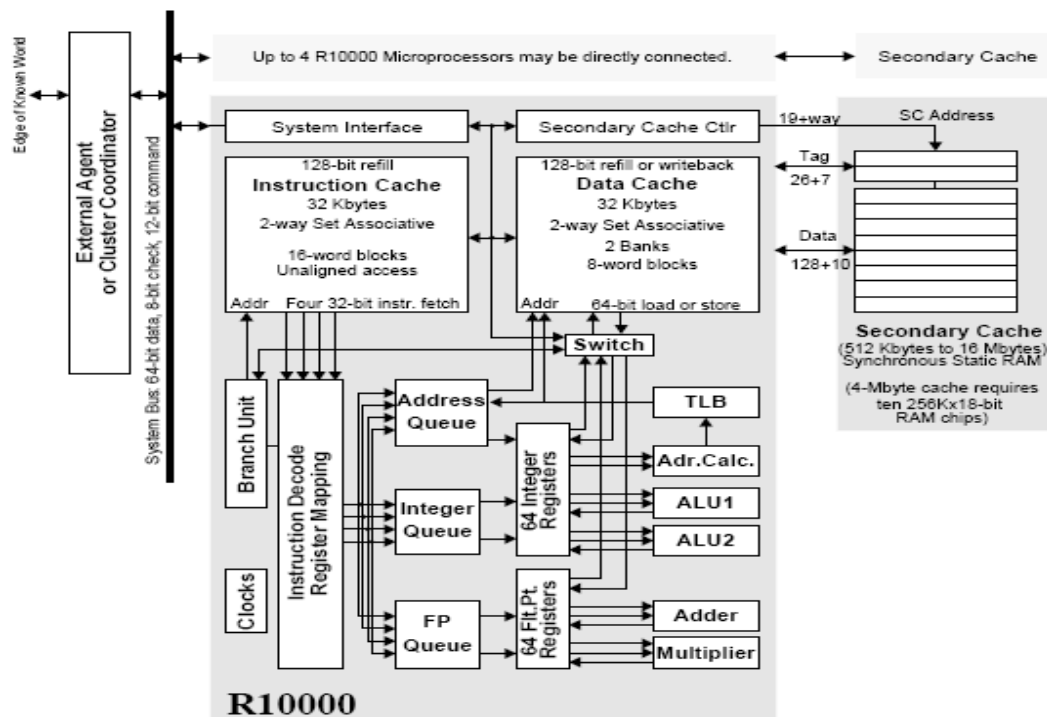 Edge of Known World
External Agent
or Cluster Coordinator
System Bus: 64-bit data, 8-bit check, 12-bit command
Up to 4 R10000 Microprocessors may be directly connected.
Secondary Cache
System Interface
Secondary Cache Ctlr
19+way
SC Address
128-bit refill
Instruction Cache
32 Kbytes
2-way Set Associative
16-word blocks
Unaligned access
Addr
Four 32-bit instr. fetch
128-bit refill or writeback
Data Cache
32 Kbytes
2-way Set Associative
2 Banks
8-word blocks
Addr
64-bit load or store
Tag
26+7
Data
128+10
Secondary Cache
(512 Kbytes to 16 Mbytes)
Synchronous Static RAM
(4-Mbyte cache requires
ten 256Kx18-bit
RAM chips)
Switch
Branch Unit
Clocks
Instruction Decode
Register Mapping
Address
Queue
Integer
Queue
FP
Queue
64 Integer
Registers
64 Flt.Pt.
Registers
TLB
Adr.Calc.
ALU1
ALU2
Adder
Multiplier
R10000